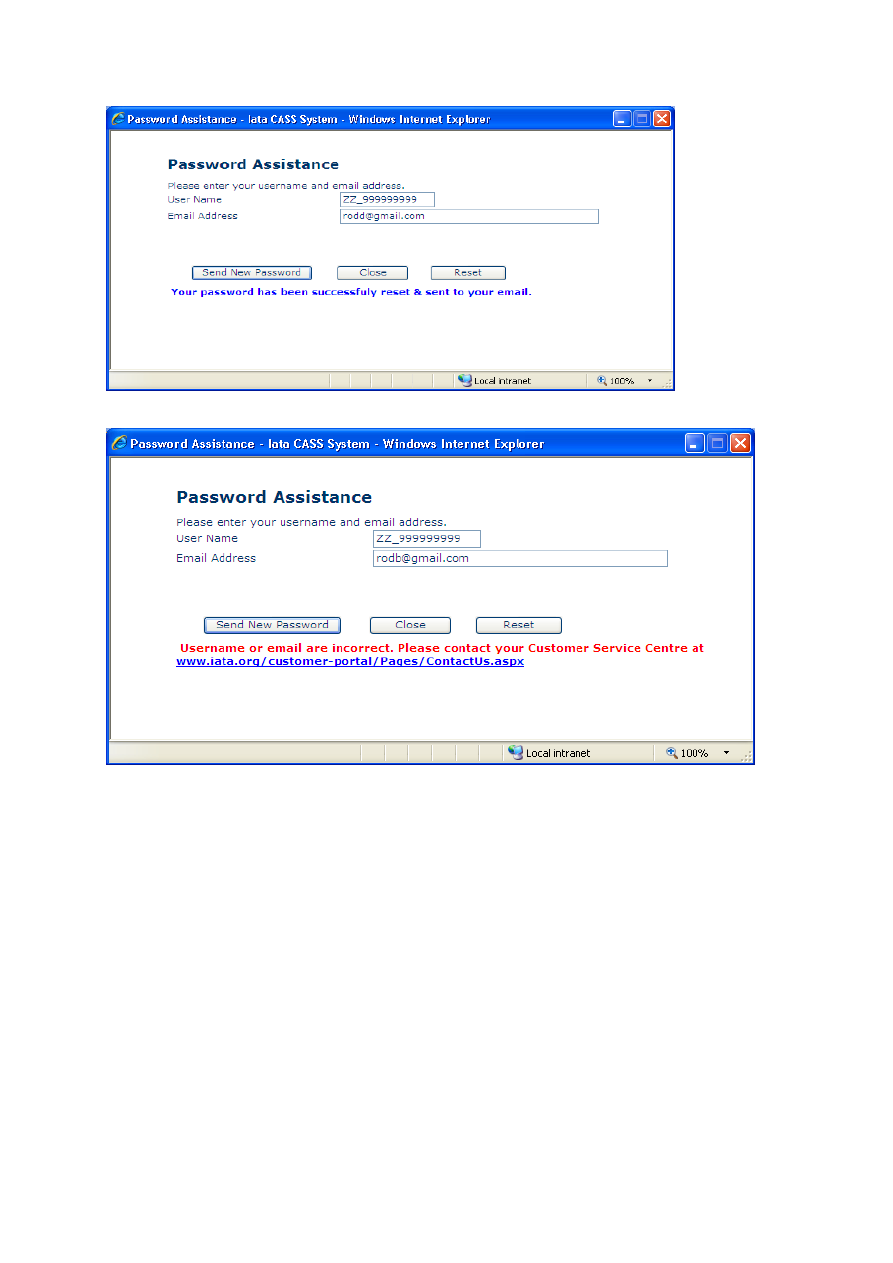 Password Assistance - Iata CASS System - Windows Internet Explorer
Password Assistance
Please enter your username and email address.
User Name ZZ_999999999
Email Address rodd@gmail.com
Send New Password Close Reset
Your password has been successfuly reset & sent to your email.
Local intranet 100%
Password Assistance - Iata CASS System - Windows Internet Explorer
Password Assistance
Please enter your username and email address.
User Name ZZ_999999999
Email Address rodb@gmail.com
Send New Password Close Reset
Username or email are incorrect. Please contact your Customer Service Centre at
www.iata.org/customer-portal/Pages/ContactUs.aspx
Local intranet 100%